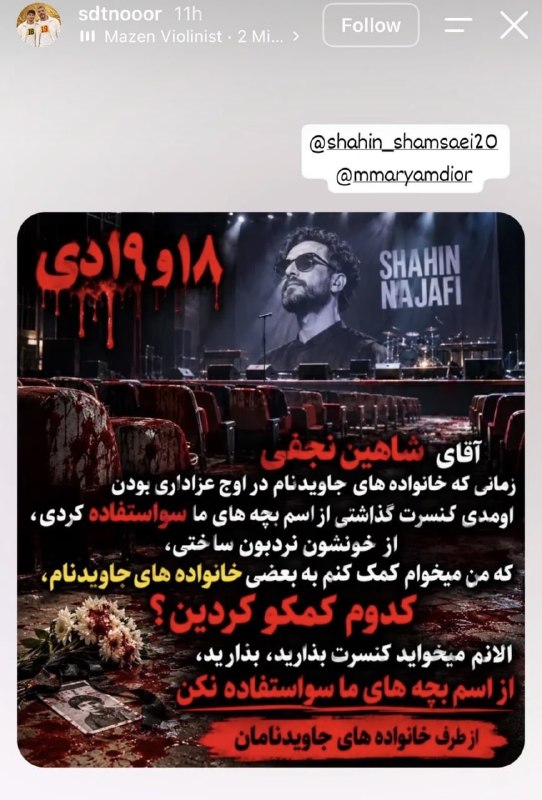 sdtnooor 11h
Mazen Violinist · 2 Mi... >
Follow
@shahin_shamsaei20
@mmaryamdior
۱۸ و ۱۹ دی
SHAHIN
NAJAFI
آقای شاهین نجفی
زمانی که خانواده های جاویدنام در اوج عزاداری بودن
اومدی کنسرت گذاشتی از اسم بچه های ما سواستفاده کردی،
از خونشون نردبون ساختی،
که من میخوام کمک کنم به بعضی خانواده های جاویدنام،
کدوم کمکو کردین؟
الانم میخواید کنسرت بذارید، بذارید،
از اسم بچه های ما سواستفاده نکن
از طرف خانواده های جاویدنامان